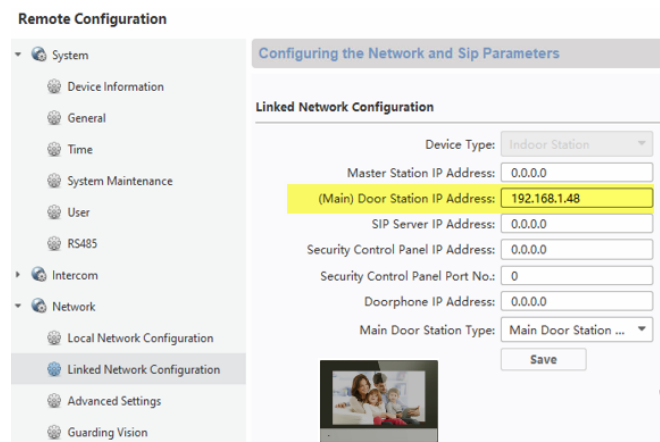 Remote Configuration
System
Device Information
General
Time
System Maintenance
User
RS485
Intercom
Network
Local Network Configuration
Linked Network Configuration
Advanced Settings
Guarding Vision
Configuring the Network and Sip Parameters
Linked Network Configuration
Device Type: Indoor Station
Master Station IP Address: 0.0.0.0
(Main) Door Station IP Address: 192.168.1.48
SIP Server IP Address: 0.0.0.0
Security Control Panel IP Address: 0.0.0.0
Security Control Panel Port No.: 0
Doorphone IP Address: 0.0.0.0
Main Door Station Type: Main Door Station ...
Save